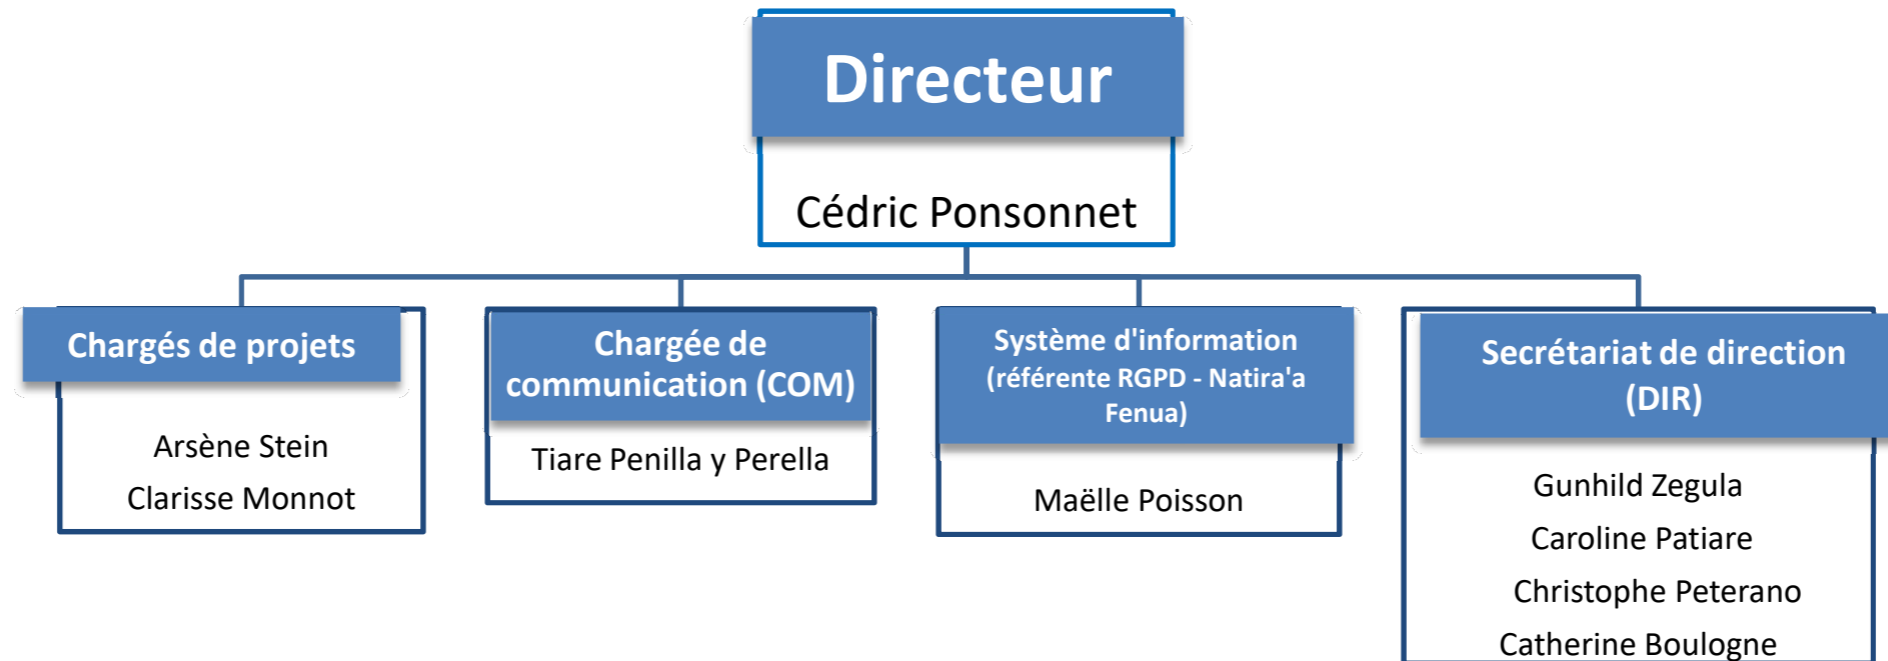 Directeur
Cédric Ponsonnet
Chargés de projets
Arsène Stein
Clarisse Monnot
Chargée de
communication (COM)
Tiare Penilla y Perella
Système d'information
(référente RGPD - Natira'a
Fenua)
Maëlle Poisson
Secrétariat de direction
(DIR)
Gunhild Zegula
Caroline Patiare
Christophe Peterano
Catherine Boulogne